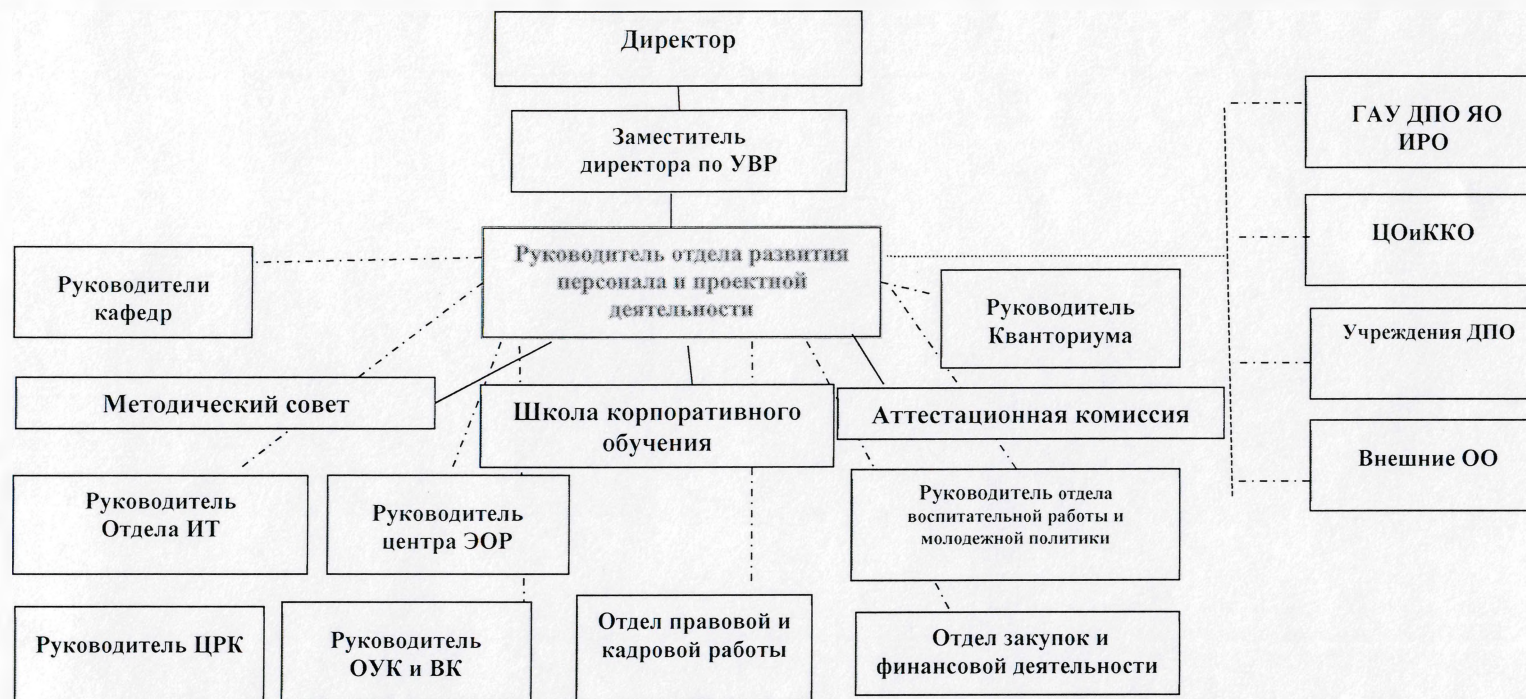 Директор
Заместитель
директора по УВР
Руководитель отдела развития
персонала и проектной
деятельности
Руководители
кафедр
Руководитель
Кванториума
Методический совет
Школа корпоративного
обучения
Аттестационная комиссия
Руководитель
Отдела ИТ
Руководитель
центра ЭОР
Руководитель отдела
воспитательной работы и
молодежной политики
Руководитель ЦРК
Руководитель
ОУК и ВК
Отдел правовой и
кадровой работы
Отдел закупок и
финансовой деятельности
ГАУ ДПО ЯО
ИРО
ЦОиККО
Учреждения ДПО
Внешние ОО